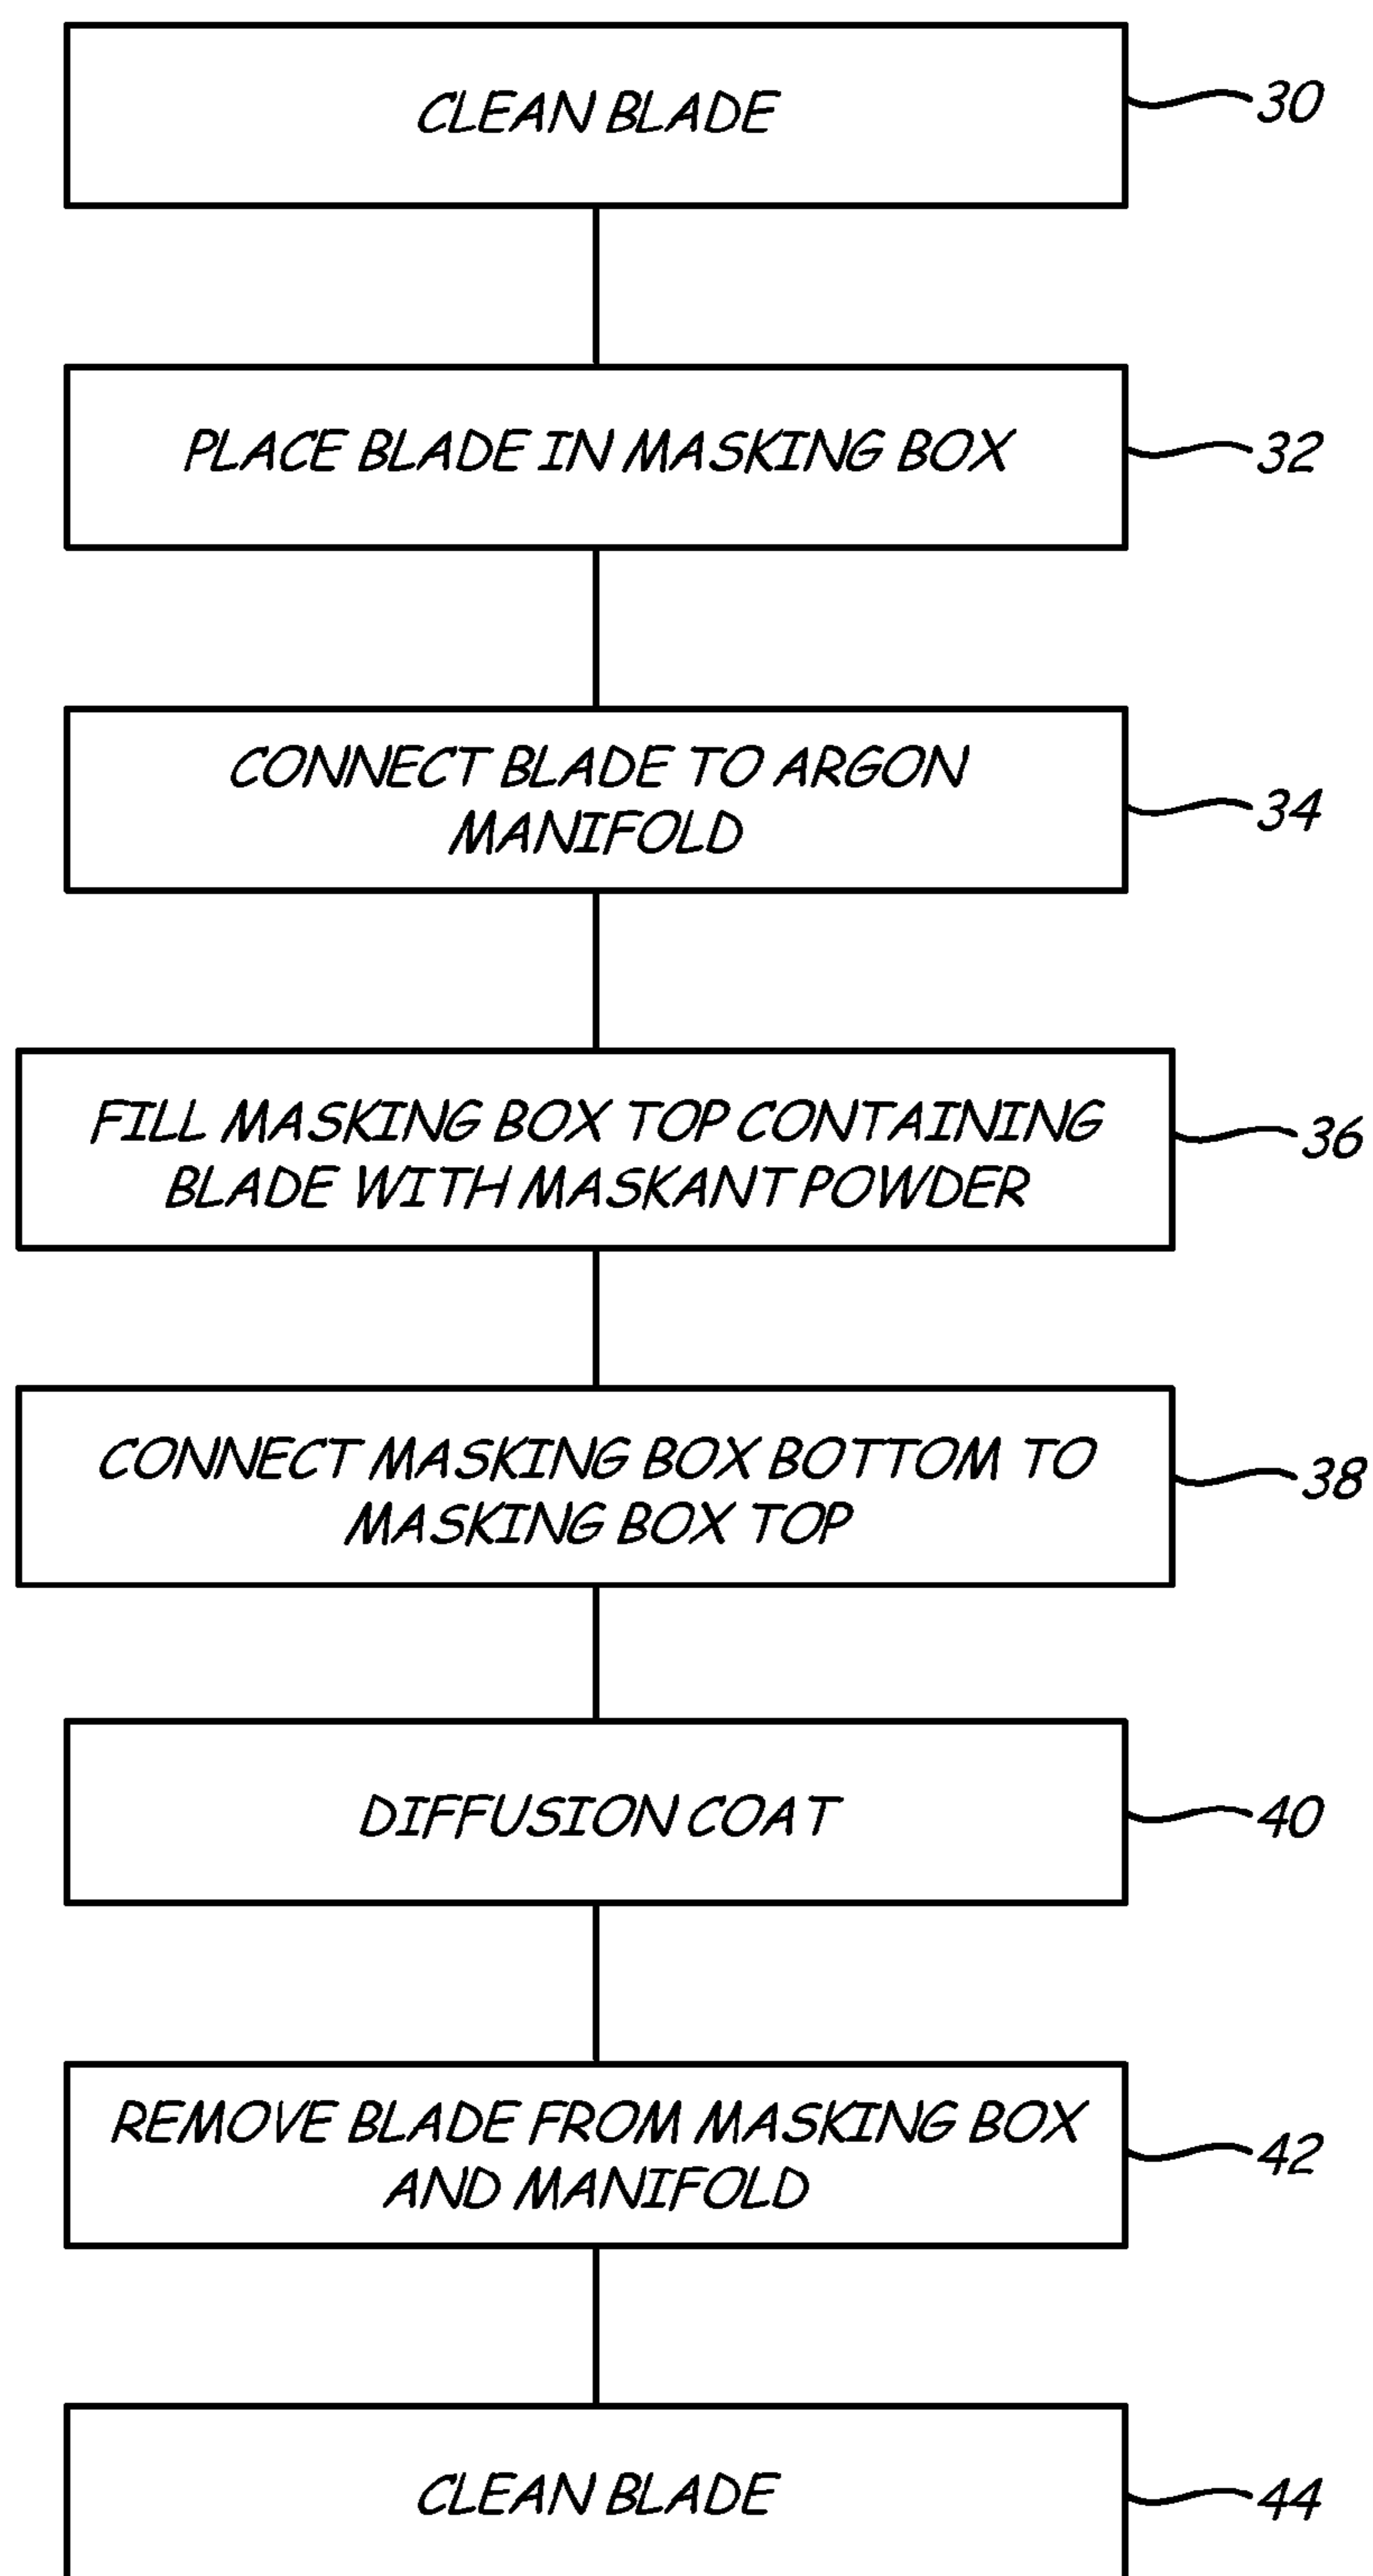 CLEAN BLADE
30
PLACE BLADE IN MASKING BOX
32
CONNECT BLADE TO ARGON
MANIFOLD
34
FILL MASKING BOX TOP CONTAINING
BLADE WITH MASKANT POWDER
36
CONNECT MASKING BOX BOTTOM TO
MASKING BOX TOP
38
DIFFUSION COAT
40
REMOVE BLADE FROM MASKING BOX
AND MANIFOLD
42
CLEAN BLADE
44